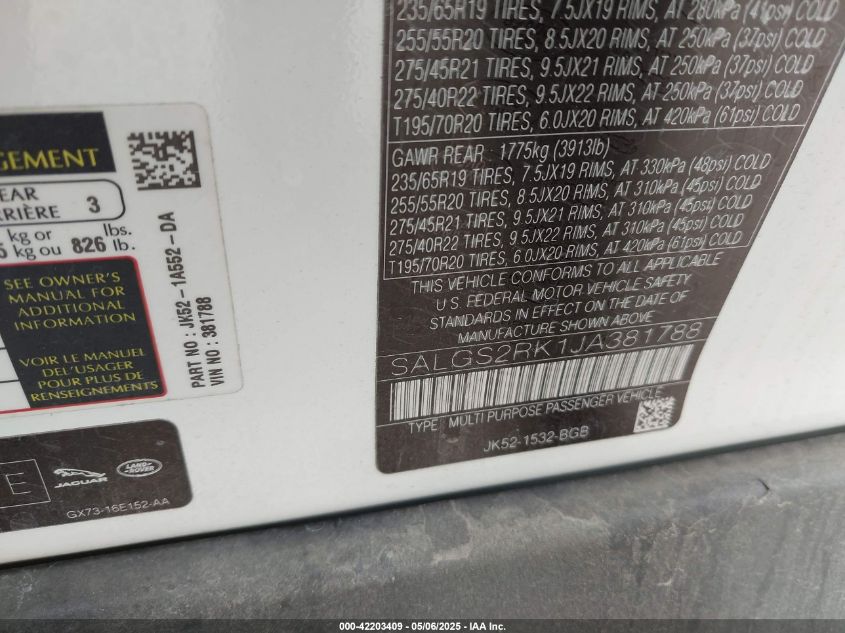 235/65R19 TIRES, 7.5JX19 RIMS, AT 280kPa (41psi) COLD
255/55R20 TIRES, 8.5JX20 RIMS, AT 250kPa (37psi) COLD
275/45R21 TIRES, 9.5JX21 RIMS, AT 250kPa (37psi) COLD
275/40R22 TIRES, 9.5JX22 RIMS, AT 250kPa (37psi) COLD
T195/70R20 TIRES, 6.0JX20 RIMS, AT 420kPa (61psi) COLD
GAWR REAR : 1775kg (3913lb)
235/65R19 TIRES, 7.5JX19 RIMS, AT 330kPa (48psi) COLD
255/55R20 TIRES, 8.5JX20 RIMS, AT 310kPa (45psi) COLD
275/45R21 TIRES, 9.5JX21 RIMS, AT 310kPa (45psi) COLD
275/40R22 TIRES, 9.5JX22 RIMS, AT 310kPa (45psi) COLD
T195/70R20 TIRES, 6.0JX20 RIMS, AT 420kPa (61psi) COLD
THIS VEHICLE CONFORMS TO ALL APPLICABLE
U.S. FEDERAL MOTOR VEHICLE SAFETY
STANDARDS IN EFFECT ON THE DATE OF
MANUFACTURE SHOWN ABOVE
SALGS2RK1JA381788
TYPE : MULTI PURPOSE PASSENGER VEHICLE
JK52-1532-BGB
GEMENT
EAR
RIÈRE 3
kg or lbs.
5 kg ou 826 lb.
SEE OWNER'S
MANUAL FOR
ADDITIONAL
INFORMATION
VOIR LE MANUEL
DE L'USAGER
POUR PLUS DE
RENSEIGNEMENTS
PART NO : JK52-1A552-DA
VIN NO : 381788
E
JAGUAR
LAND-ROVER
GX73-16E152-AA
000-42203409 - 05/06/2025 - IAA Inc.